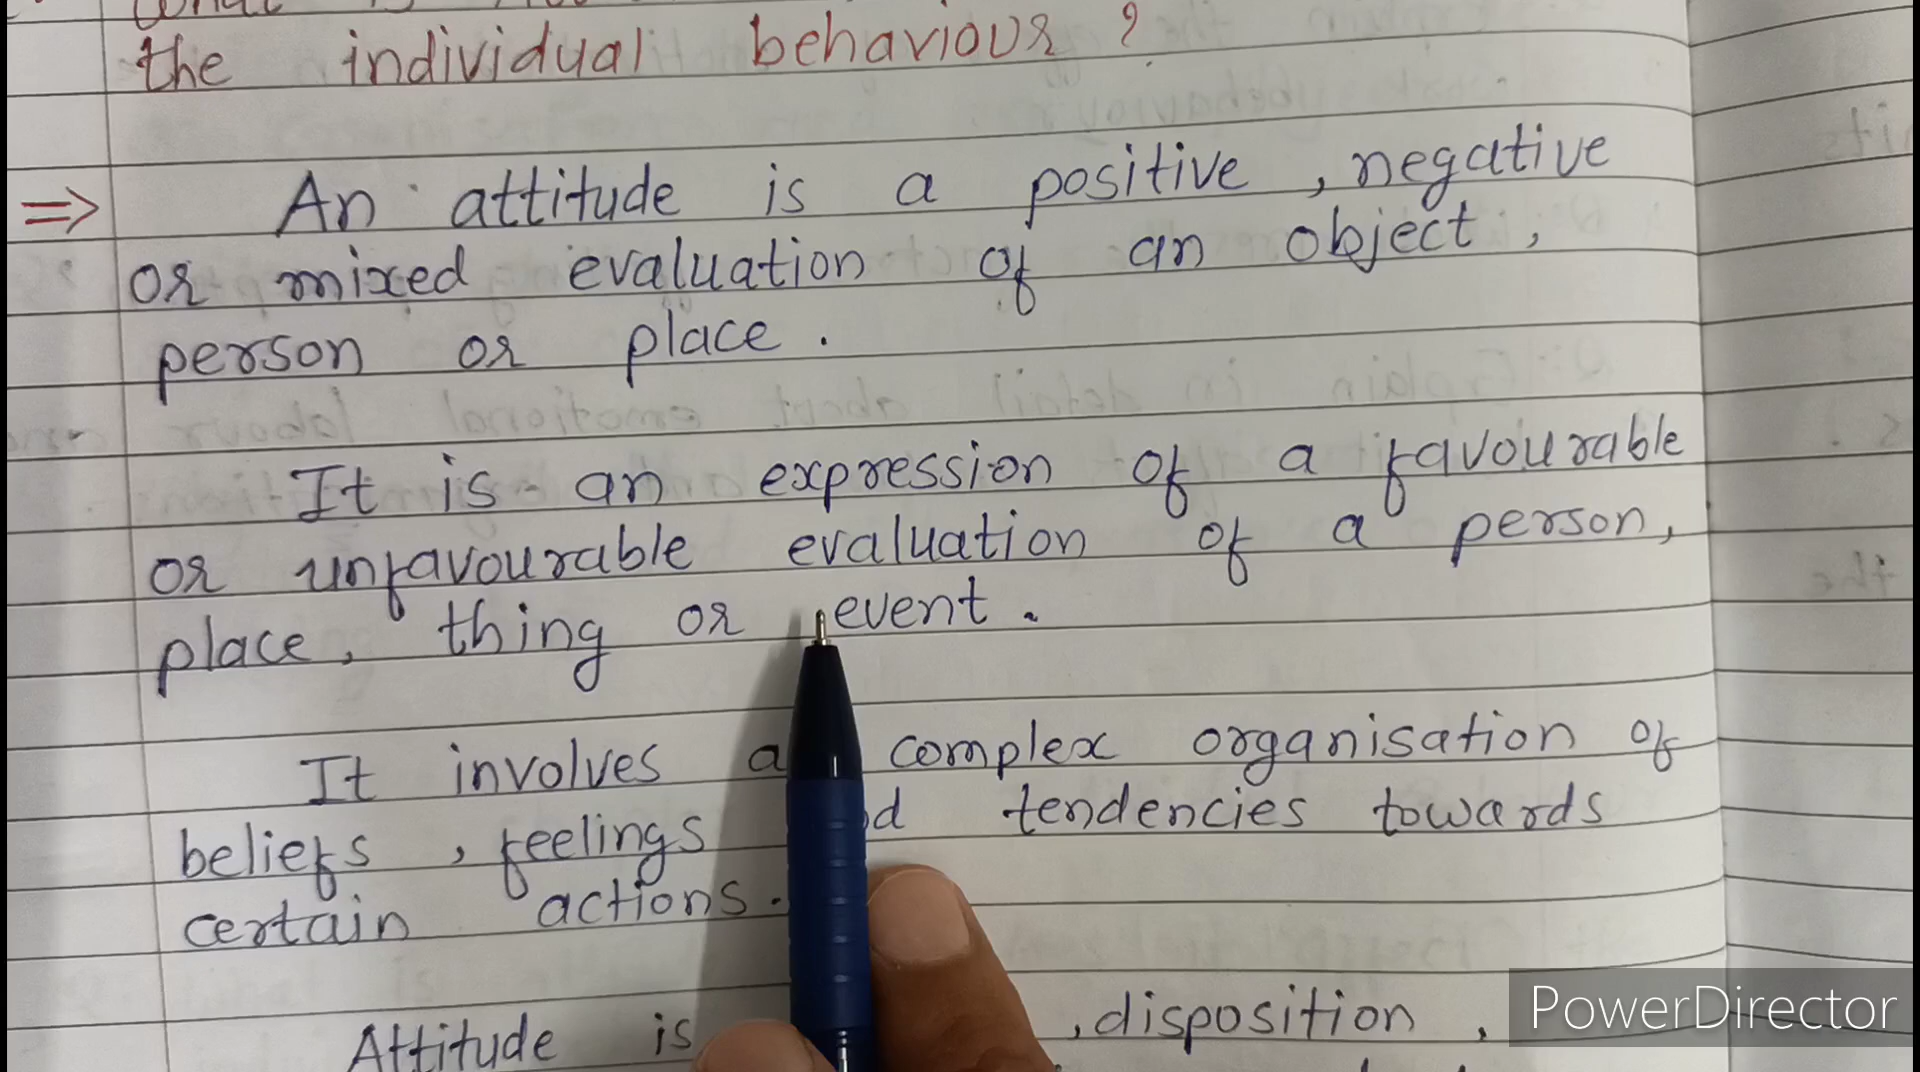 the individual behaviour ?
⇒ An attitude is a positive , negative
or mixed evaluation of an object ,
person or place .
It is an expression of a favourable
or unfavourable evaluation of a person,
place, thing or event .
It involves a complex organisation of
beliefs , feelings tendencies towards
certain actions .
Attitude is , disposition ,
PowerDirector